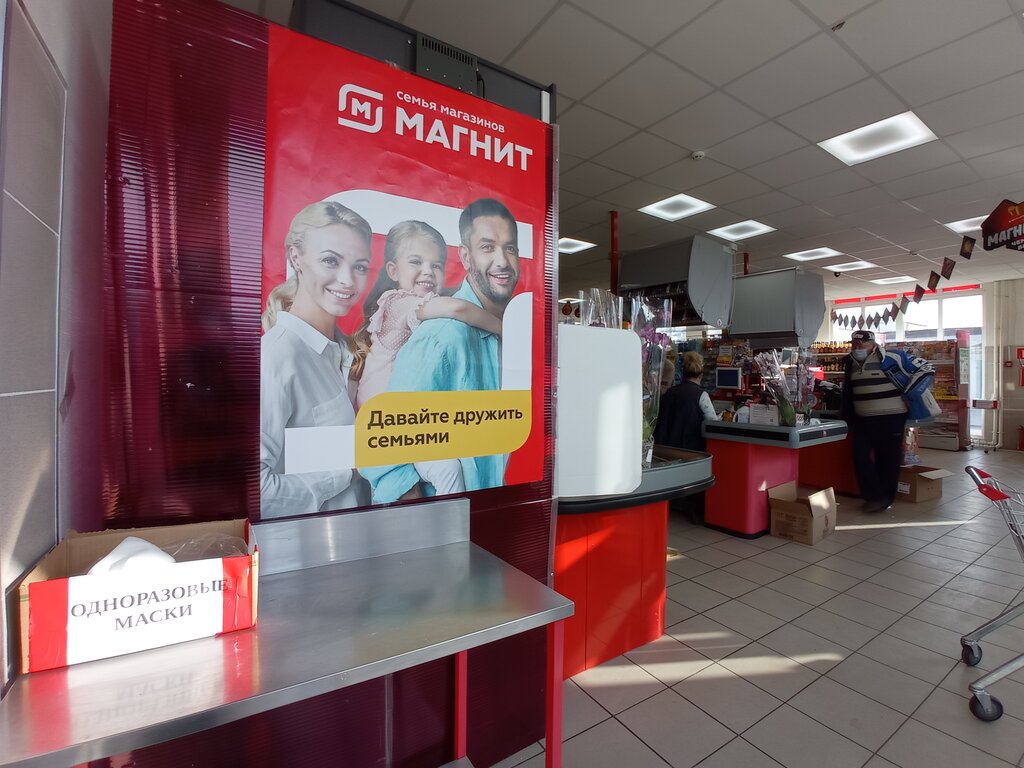 семья магазинов
МАГНИТ
Давайте дружить
семьями
ОДНОРАЗОВЫЕ
МАСКИ